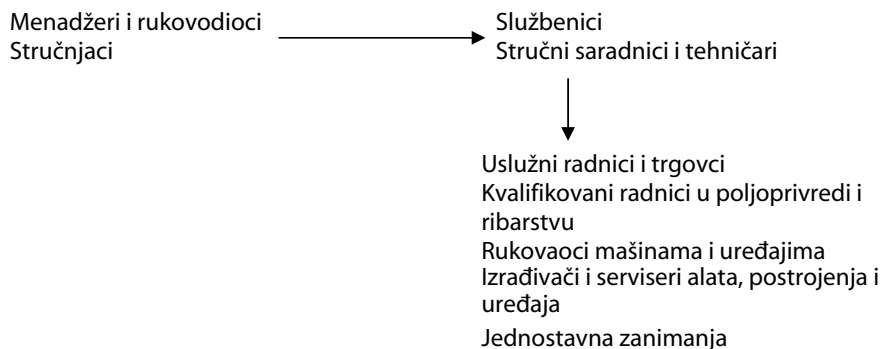 Menadžeri i rukovodioci
Stručnjaci
Službenici
Stručni saradnici i tehničari
Uslužni radnici i trgovci
Kvalifikovani radnici u poljoprivredi i
ribarstvu
Rukovaoci mašinama i uređajima
Izrađivači i serviseri alata, postrojenja i
uređaja
Jednostavna zanimanja